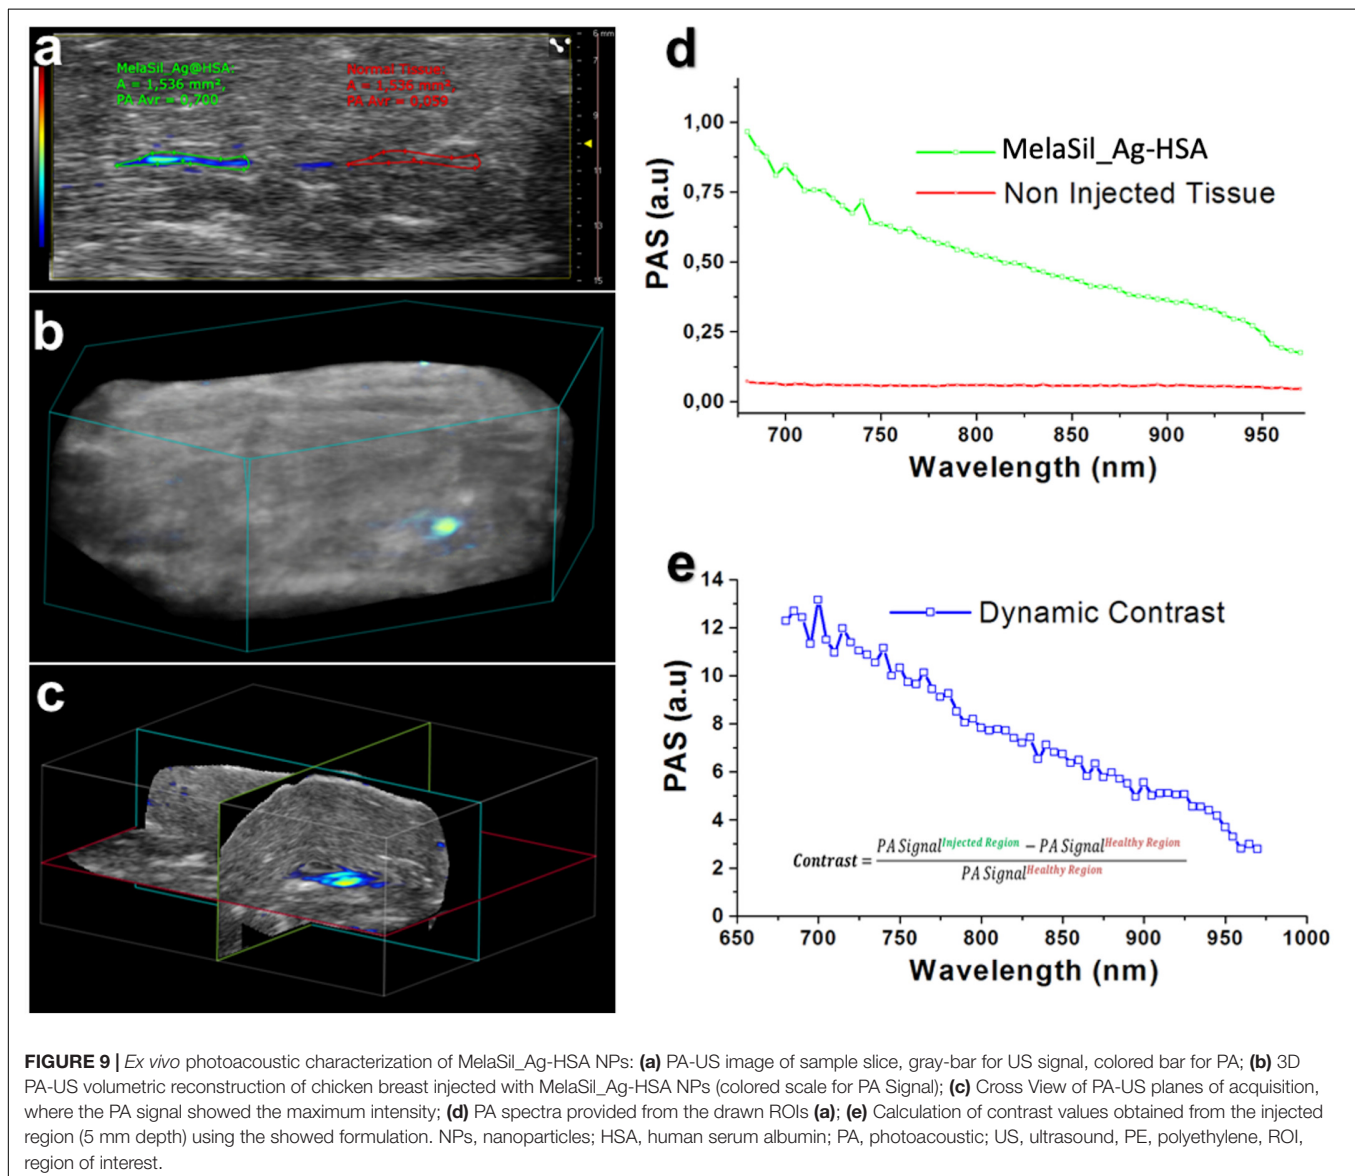 a
MelaSil_Ag@HSA:
A = 1,536 mm²,
PA Avr = 0,700
Normal Tissue:
A = 1,536 mm²,
PA Avr = 0,059
6 mm
7
9
11
13
15
b
c
d
1,00
0,75
0,50
0,25
0,00
PAS (a.u)
MelaSil_Ag-HSA
Non Injected Tissue
700 750 800 850 900 950
Wavelength (nm)
e
14
12
10
8
6
4
2
0
PAS (a.u)
Dynamic Contrast
Contrast = (PA Signal^Injected Region − PA Signal^Healthy Region) / PA Signal^Healthy Region
650 700 750 800 850 900 950 1000
Wavelength (nm)
FIGURE 9 | Ex vivo photoacoustic characterization of MelaSil_Ag-HSA NPs: (a) PA-US image of sample slice, gray-bar for US signal, colored bar for PA; (b) 3D
PA-US volumetric reconstruction of chicken breast injected with MelaSil_Ag-HSA NPs (colored scale for PA Signal); (c) Cross View of PA-US planes of acquisition,
where the PA signal showed the maximum intensity; (d) PA spectra provided from the drawn ROIs (a); (e) Calculation of contrast values obtained from the injected
region (5 mm depth) using the showed formulation. NPs, nanoparticles; HSA, human serum albumin; PA, photoacoustic; US, ultrasound, PE, polyethylene, ROI,
region of interest.